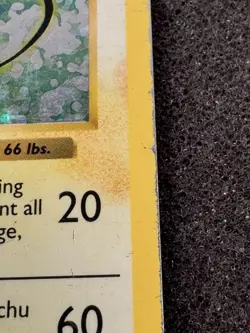 66 lbs.
ing
nt all 20
ge,
chu
60